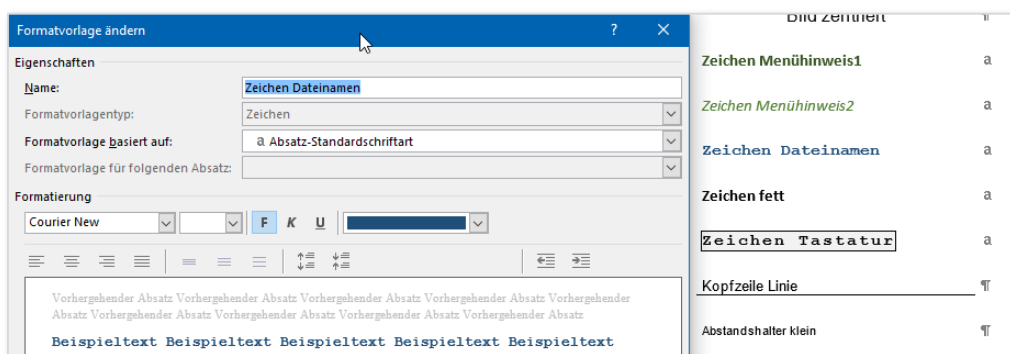 Formatvorlage ändern ? ×
Eigenschaften
Name: Zeichen Dateinamen
Formatvorlagentyp: Zeichen
Formatvorlage basiert auf: a Absatz-Standardschriftart
Formatvorlage für folgenden Absatz:
Formatierung
Courier New F K U
Vorhergehender Absatz Vorhergehender Absatz Vorhergehender Absatz Vorhergehender Absatz Vorhergehender
Absatz Vorhergehender Absatz Vorhergehender Absatz Vorhergehender Absatz Vorhergehender Absatz
Beispieltext Beispieltext Beispieltext Beispieltext Beispieltext
Bild zentriert ¶
Zeichen Menühinweis1 a
Zeichen Menühinweis2 a
Zeichen Dateinamen a
Zeichen fett a
Zeichen Tastatur a
Kopfzeile Linie ¶
Abstandshalter klein ¶